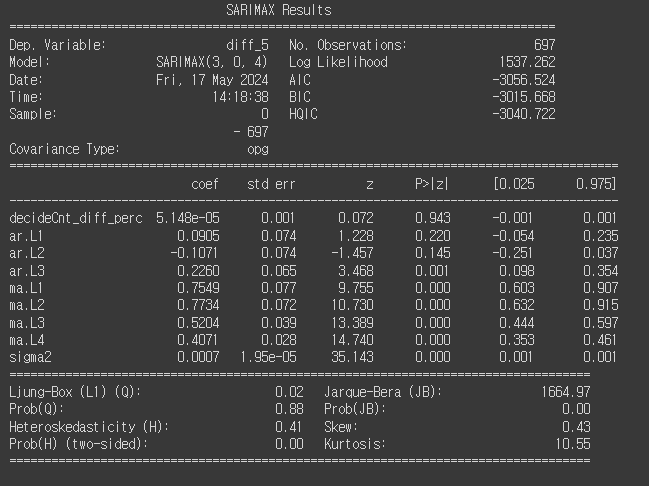 SARIMAX Results
==============================================================================
Dep. Variable: diff_5 No. Observations: 697
Model: SARIMAX(3, 0, 4) Log Likelihood 1537.262
Date: Fri, 17 May 2024 AIC -3056.524
Time: 14:18:38 BIC -3015.668
Sample: 0 HQIC -3040.722
- 697
Covariance Type: opg
=======================================================================================
coef std err z P>|z| [0.025 0.975]
---------------------------------------------------------------------------------------
decideCnt_diff_perc 5.148e-05 0.001 0.072 0.943 -0.001 0.001
ar.L1 0.0905 0.074 1.228 0.220 -0.054 0.235
ar.L2 -0.1071 0.074 -1.457 0.145 -0.251 0.037
ar.L3 0.2260 0.065 3.468 0.001 0.098 0.354
ma.L1 0.7549 0.077 9.755 0.000 0.603 0.907
ma.L2 0.7734 0.072 10.730 0.000 0.632 0.915
ma.L3 0.5204 0.039 13.389 0.000 0.444 0.597
ma.L4 0.4071 0.028 14.740 0.000 0.353 0.461
sigma2 0.0007 1.95e-05 35.143 0.000 0.001 0.001
===================================================================================
Ljung-Box (L1) (Q): 0.02 Jarque-Bera (JB): 1664.97
Prob(Q): 0.88 Prob(JB): 0.00
Heteroskedasticity (H): 0.41 Skew: 0.43
Prob(H) (two-sided): 0.00 Kurtosis: 10.55
===================================================================================